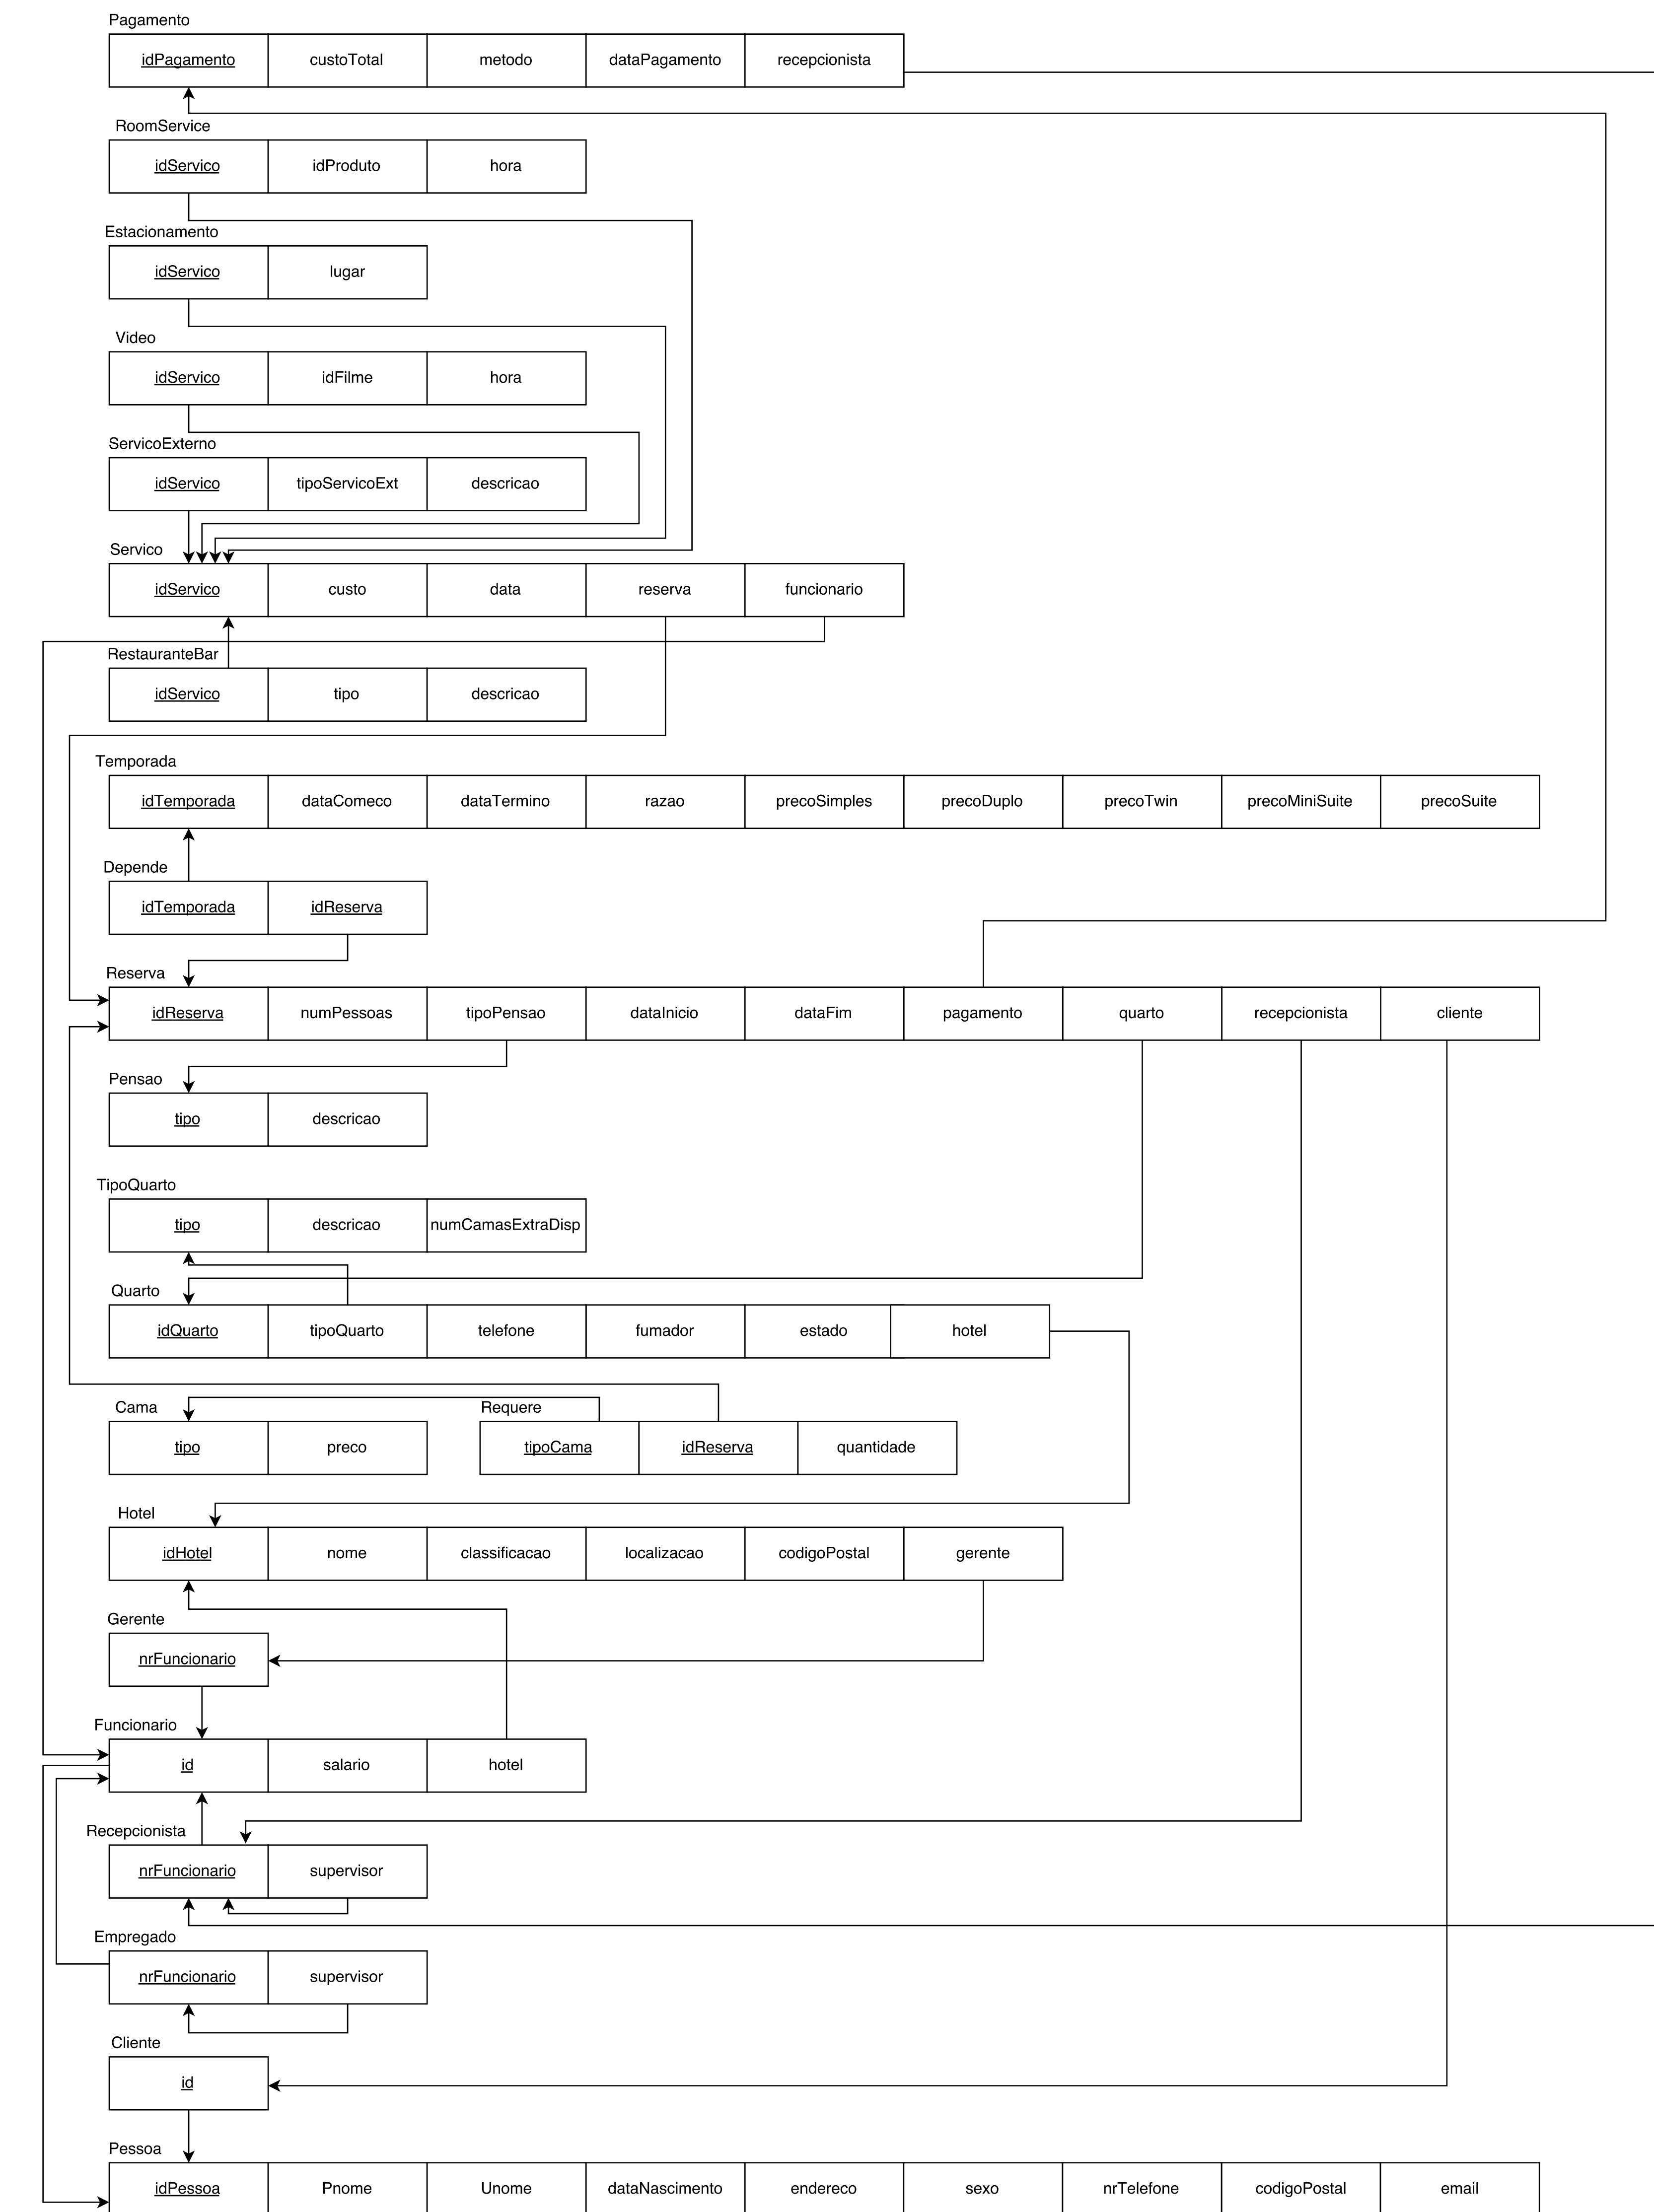 Pagamento
idPagamento custoTotal metodo dataPagamento recepcionista
RoomService
idServico idProduto hora
Estacionamento
idServico lugar
Video
idServico idFilme hora
ServicoExterno
idServico tipoServicoExt descricao
Servico
idServico custo data reserva funcionario
RestauranteBar
idServico tipo descricao
Temporada
idTemporada dataComeco dataTermino razao precoSimples precoDuplo precoTwin precoMiniSuite precoSuite
Depende
idTemporada idReserva
Reserva
idReserva numPessoas tipoPensao dataInicio dataFim pagamento quarto recepcionista cliente
Pensao
tipo descricao
TipoQuarto
tipo descricao numCamasExtraDisp
Quarto
idQuarto tipoQuarto telefone fumador estado hotel
Cama Requere
tipo preco tipoCama idReserva quantidade
Hotel
idHotel nome classificacao localizacao codigoPostal gerente
Gerente
nrFuncionario
Funcionario
id salario hotel
Recepcionista
nrFuncionario supervisor
Empregado
nrFuncionario supervisor
Cliente
id
Pessoa
idPessoa Pnome Unome dataNascimento endereco sexo nrTelefone codigoPostal email